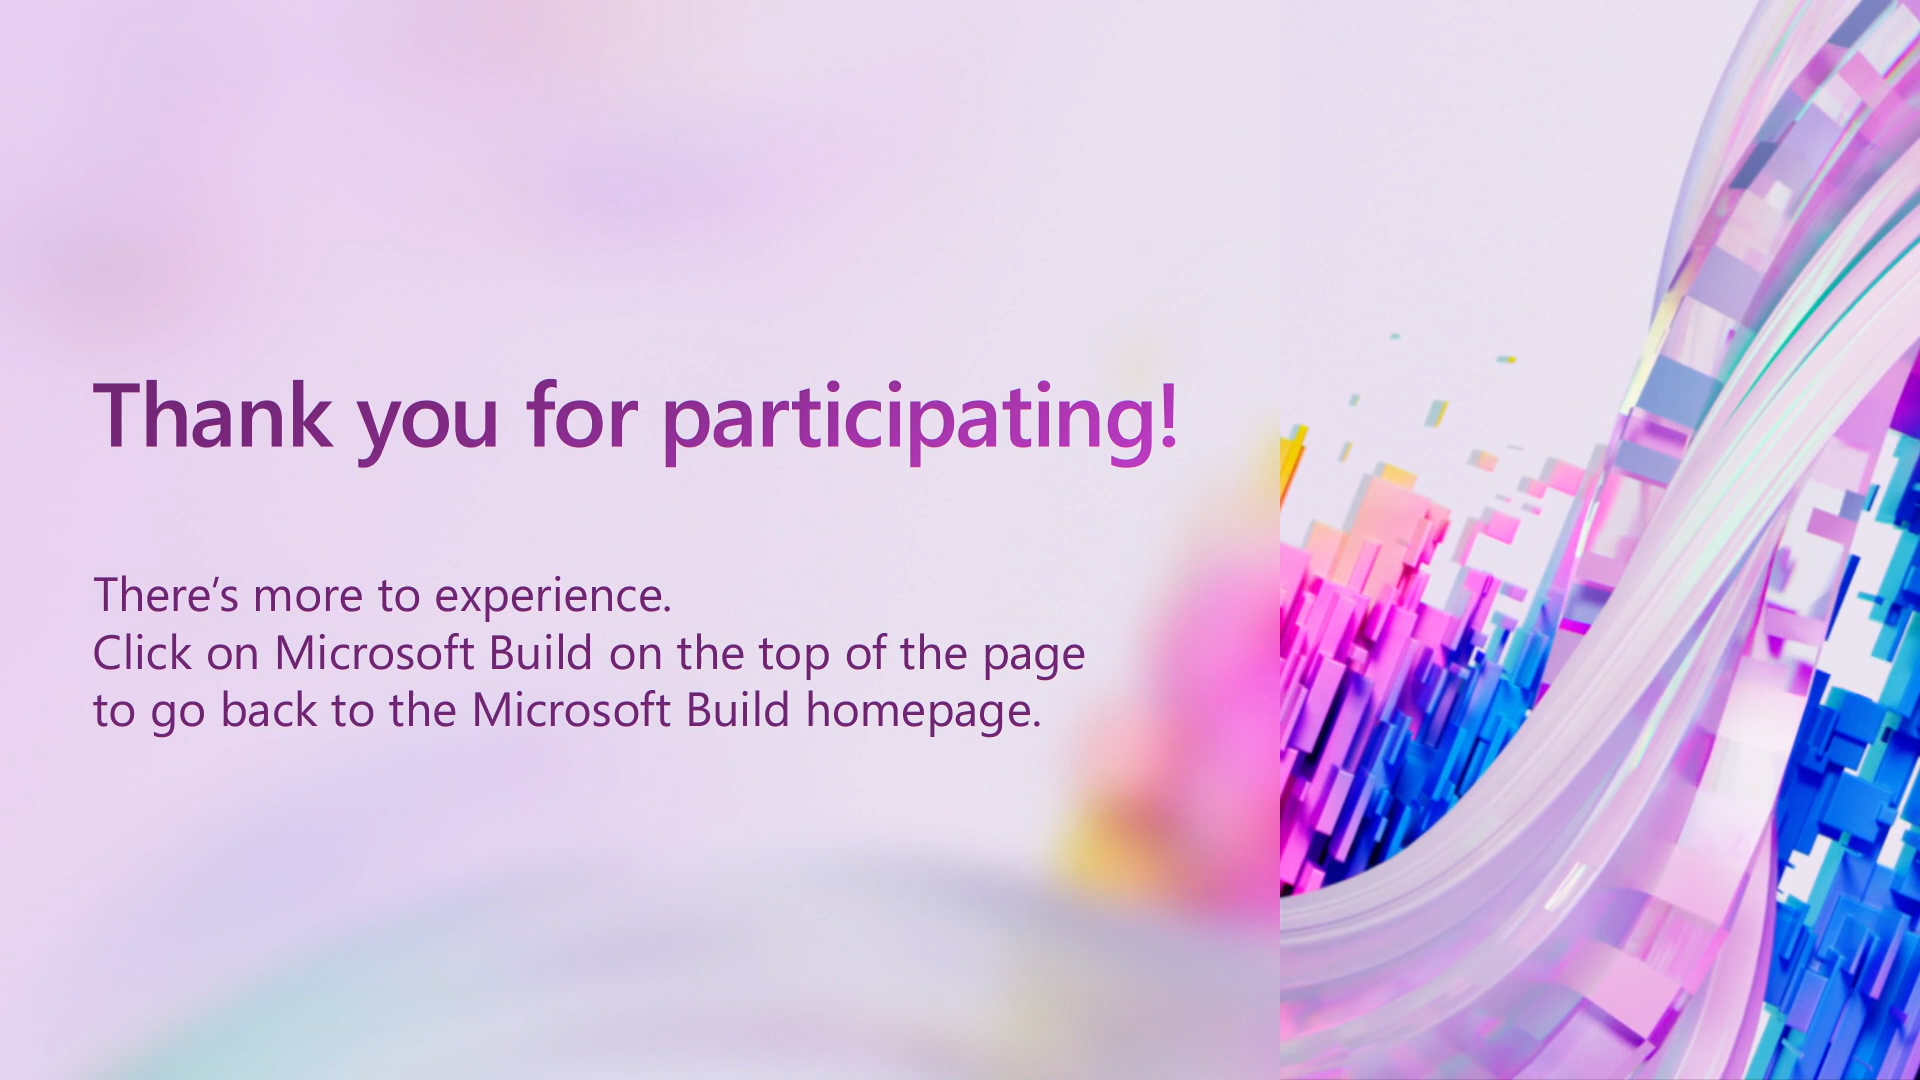 Thank you for participating!
There’s more to experience.
Click on Microsoft Build on the top of the page
to go back to the Microsoft Build homepage.